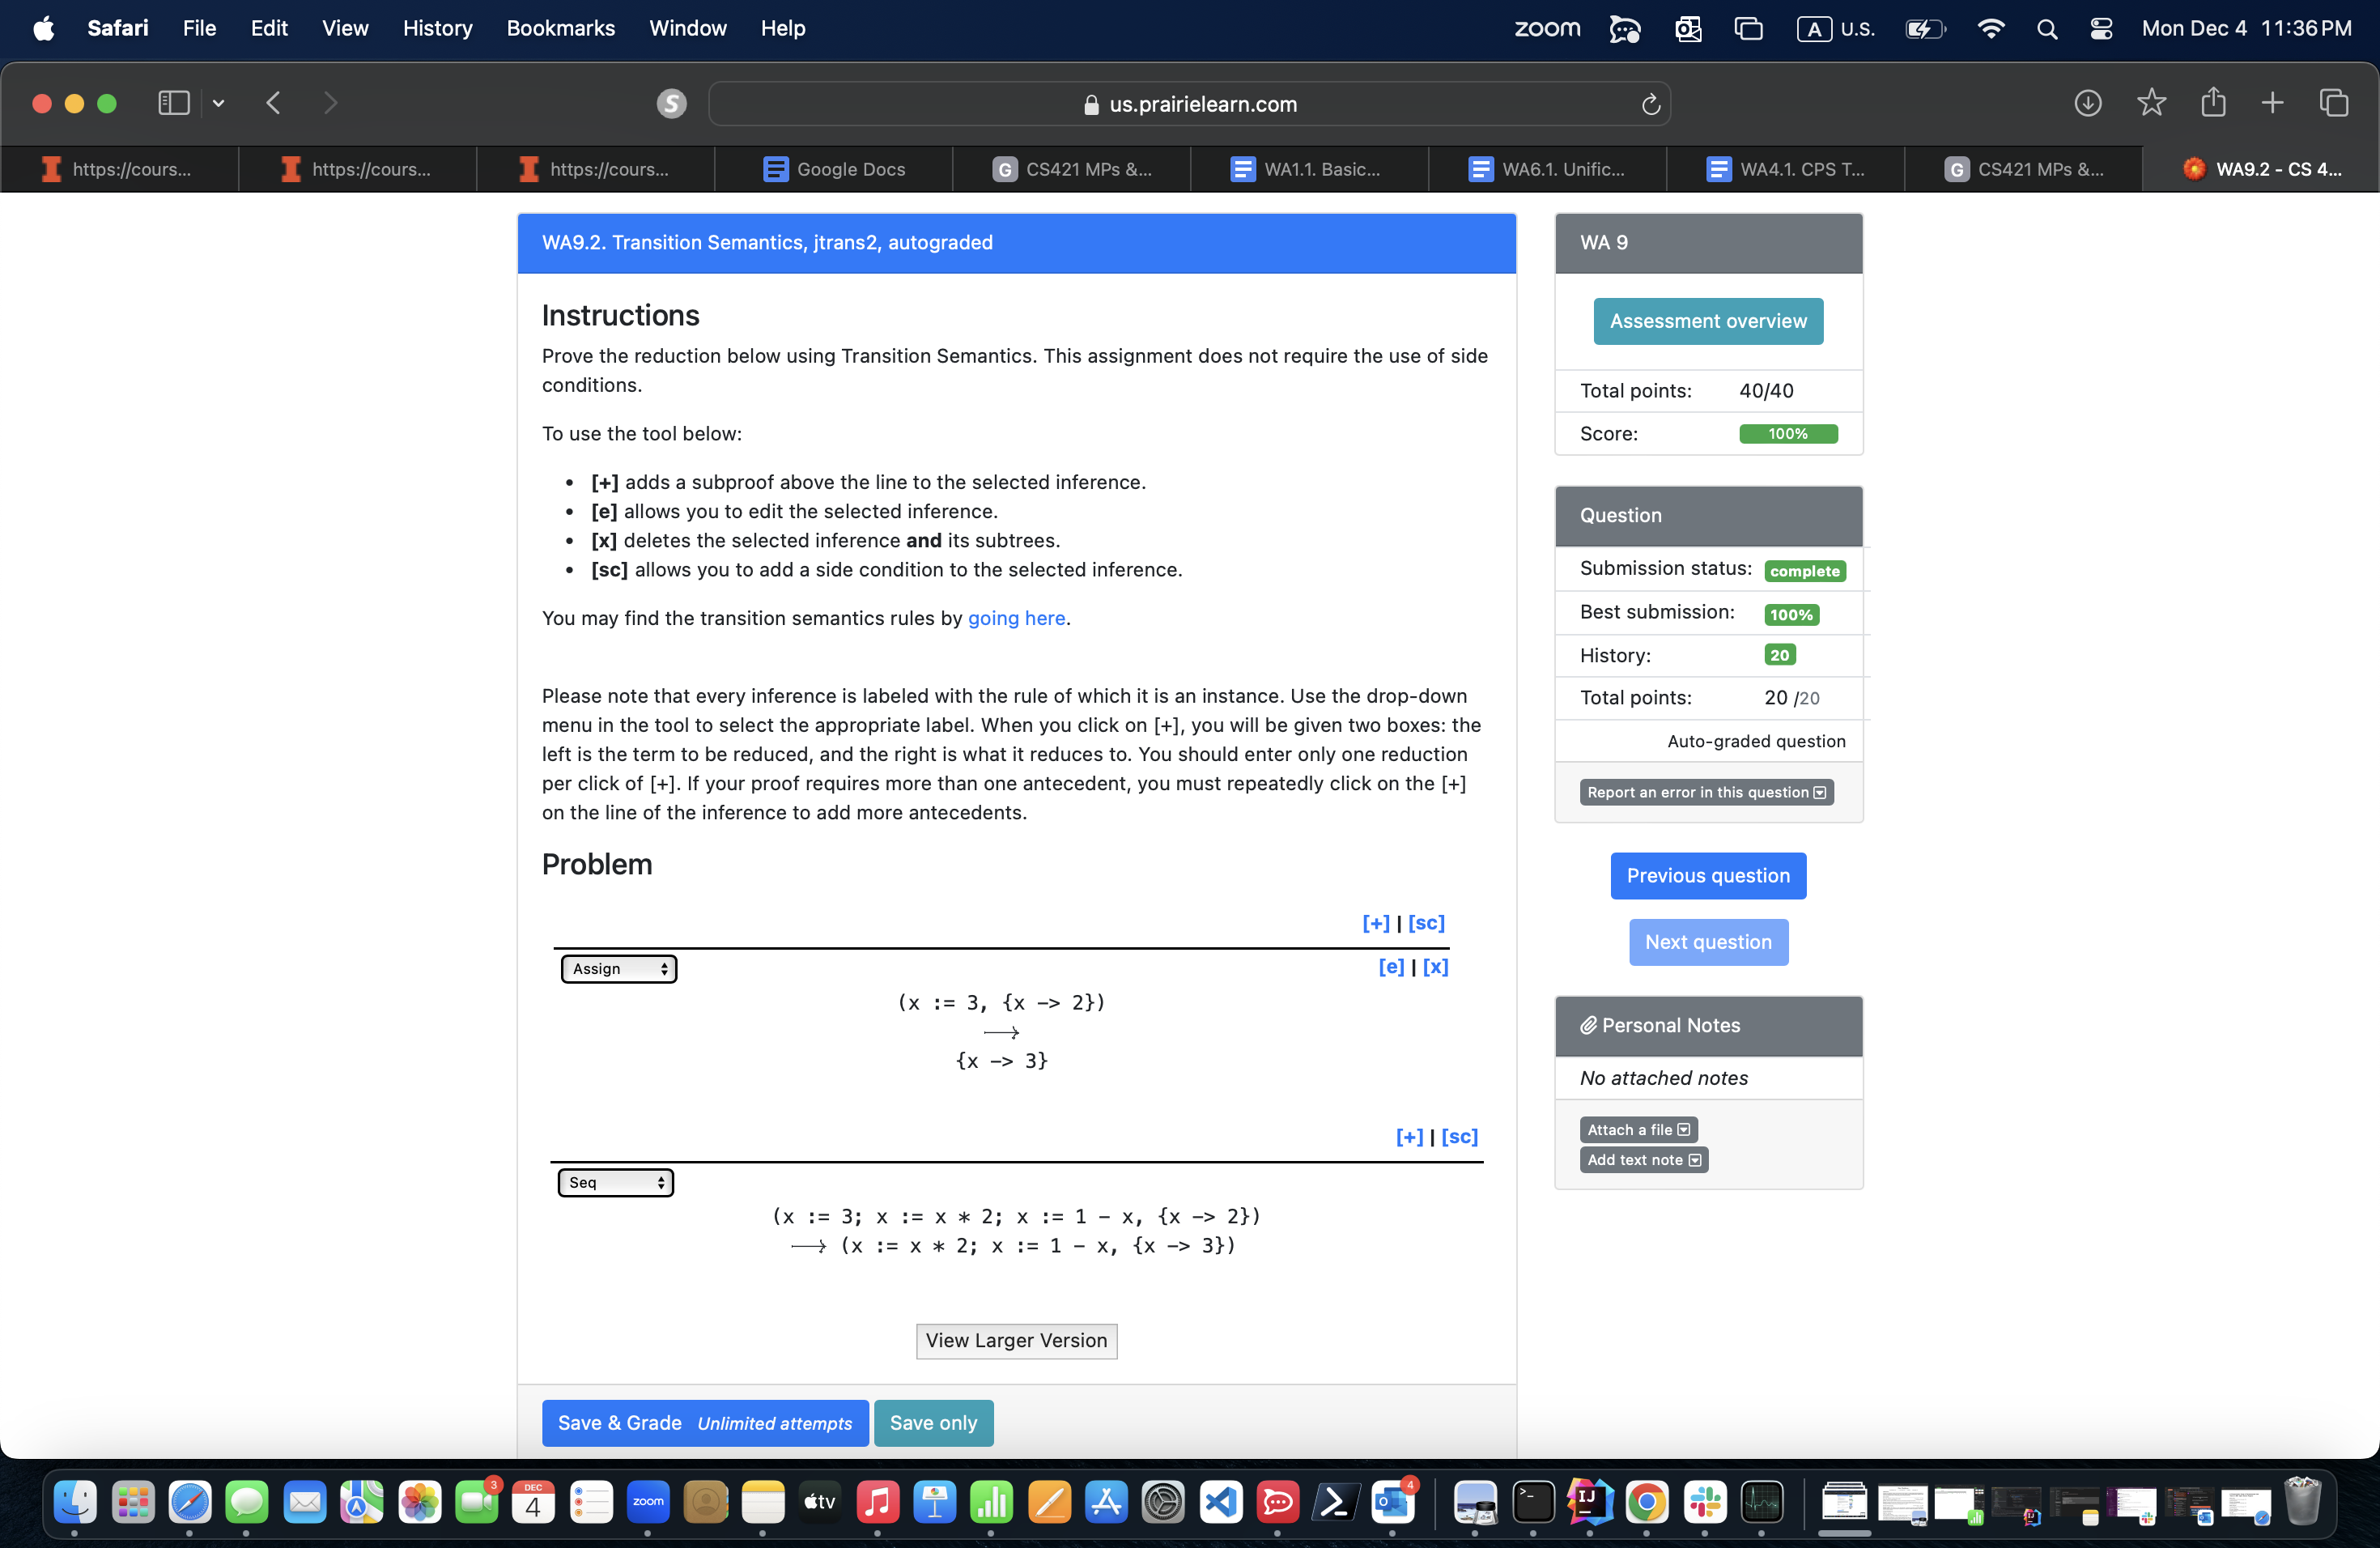 Safari File Edit View History Bookmarks Window Help zoom A U.S. Mon Dec 4 11:36 PM
S us.prairielearn.com
https://cours... https://cours... https://cours... Google Docs G CS421 MPs &... WA1.1. Basic... WA6.1. Unific... WA4.1. CPS T... G CS421 MPs &... WA9.2 - CS 4...
WA9.2. Transition Semantics, jtrans2, autograded
Instructions
Prove the reduction below using Transition Semantics. This assignment does not require the use of side
conditions.
To use the tool below:
• [+] adds a subproof above the line to the selected inference.
• [e] allows you to edit the selected inference.
• [x] deletes the selected inference and its subtrees.
• [sc] allows you to add a side condition to the selected inference.
You may find the transition semantics rules by going here.
Please note that every inference is labeled with the rule of which it is an instance. Use the drop-down
menu in the tool to select the appropriate label. When you click on [+], you will be given two boxes: the
left is the term to be reduced, and the right is what it reduces to. You should enter only one reduction
per click of [+]. If your proof requires more than one antecedent, you must repeatedly click on the [+]
on the line of the inference to add more antecedents.
Problem
[+] | [sc]
Assign [e] | [x]
(x := 3, {x -> 2})
⟶
{x -> 3}
[+] | [sc]
Seq
(x := 3; x := x * 2; x := 1 - x, {x -> 2})
⟶ (x := x * 2; x := 1 - x, {x -> 3})
View Larger Version
Save & Grade Unlimited attempts Save only
WA 9
Assessment overview
Total points: 40/40
Score: 100%
Question
Submission status: complete
Best submission: 100%
History: 20
Total points: 20 /20
Auto-graded question
Report an error in this question
Previous question
Next question
Personal Notes
No attached notes
Attach a file
Add text note
3 DEC 4 zoom tv 4 IJ